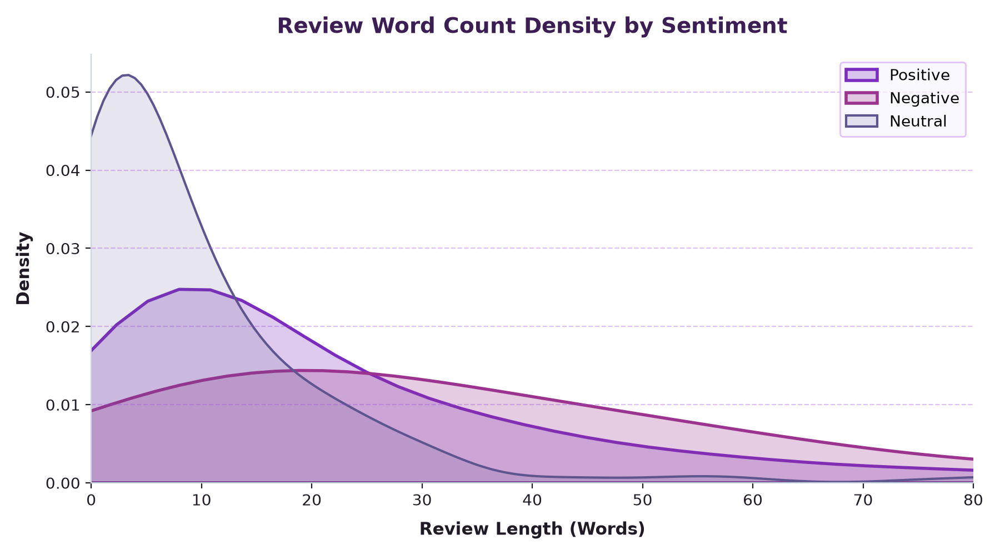 Review Word Count Density by Sentiment
Positive
Negative
Neutral
Density
0.05
0.04
0.03
0.02
0.01
0.00
0 10 20 30 40 50 60 70 80
Review Length (Words)